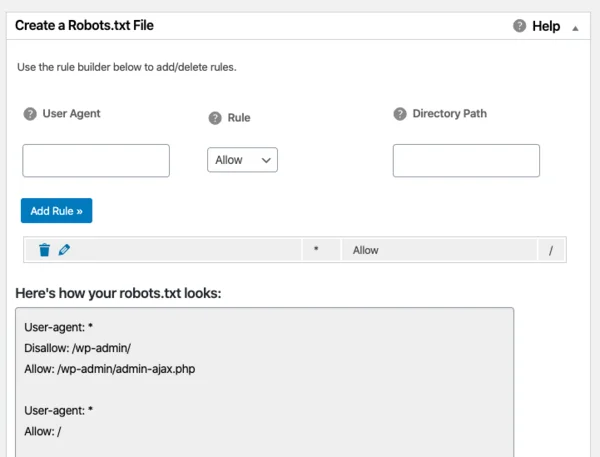 Create a Robots.txt File
? Help ▲
Use the rule builder below to add/delete rules.
? User Agent ? Rule ? Directory Path
Allow
Add Rule »
* Allow /
Here's how your robots.txt looks:
User-agent: *
Disallow: /wp-admin/
Allow: /wp-admin/admin-ajax.php
User-agent: *
Allow: /